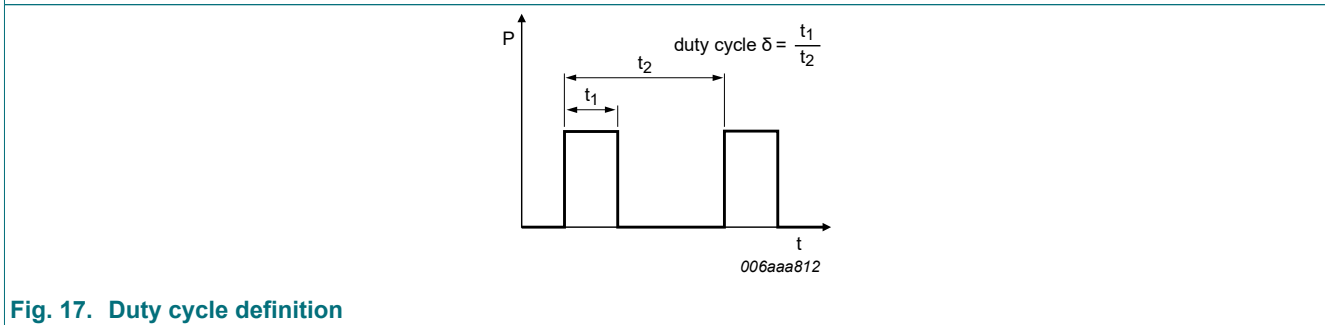 P
duty cycle δ = t1
t2
t2
t1
t
006aaa812
Fig. 17. Duty cycle definition